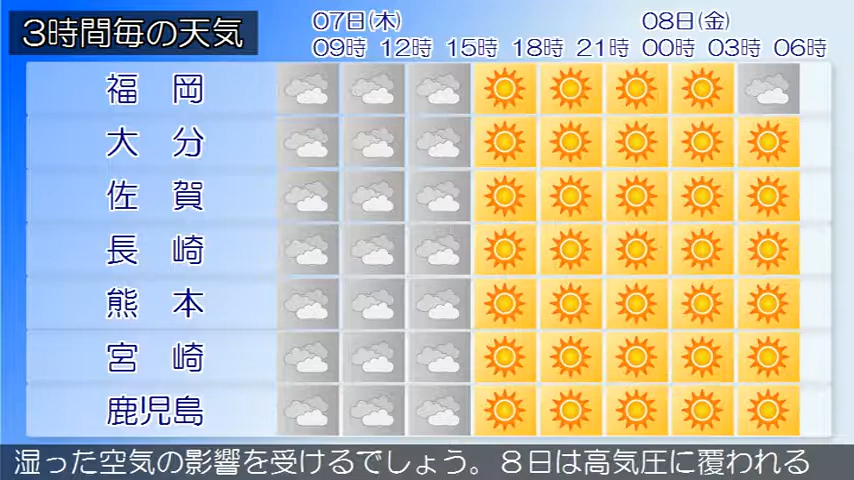 3時間毎の天気
07日(木) 08日(金)
09時 12時 15時 18時 21時 00時 03時 06時
福岡
大分
佐賀
長崎
熊本
宮崎
鹿児島
湿った空気の影響を受けるでしょう。８日は高気圧に覆われる